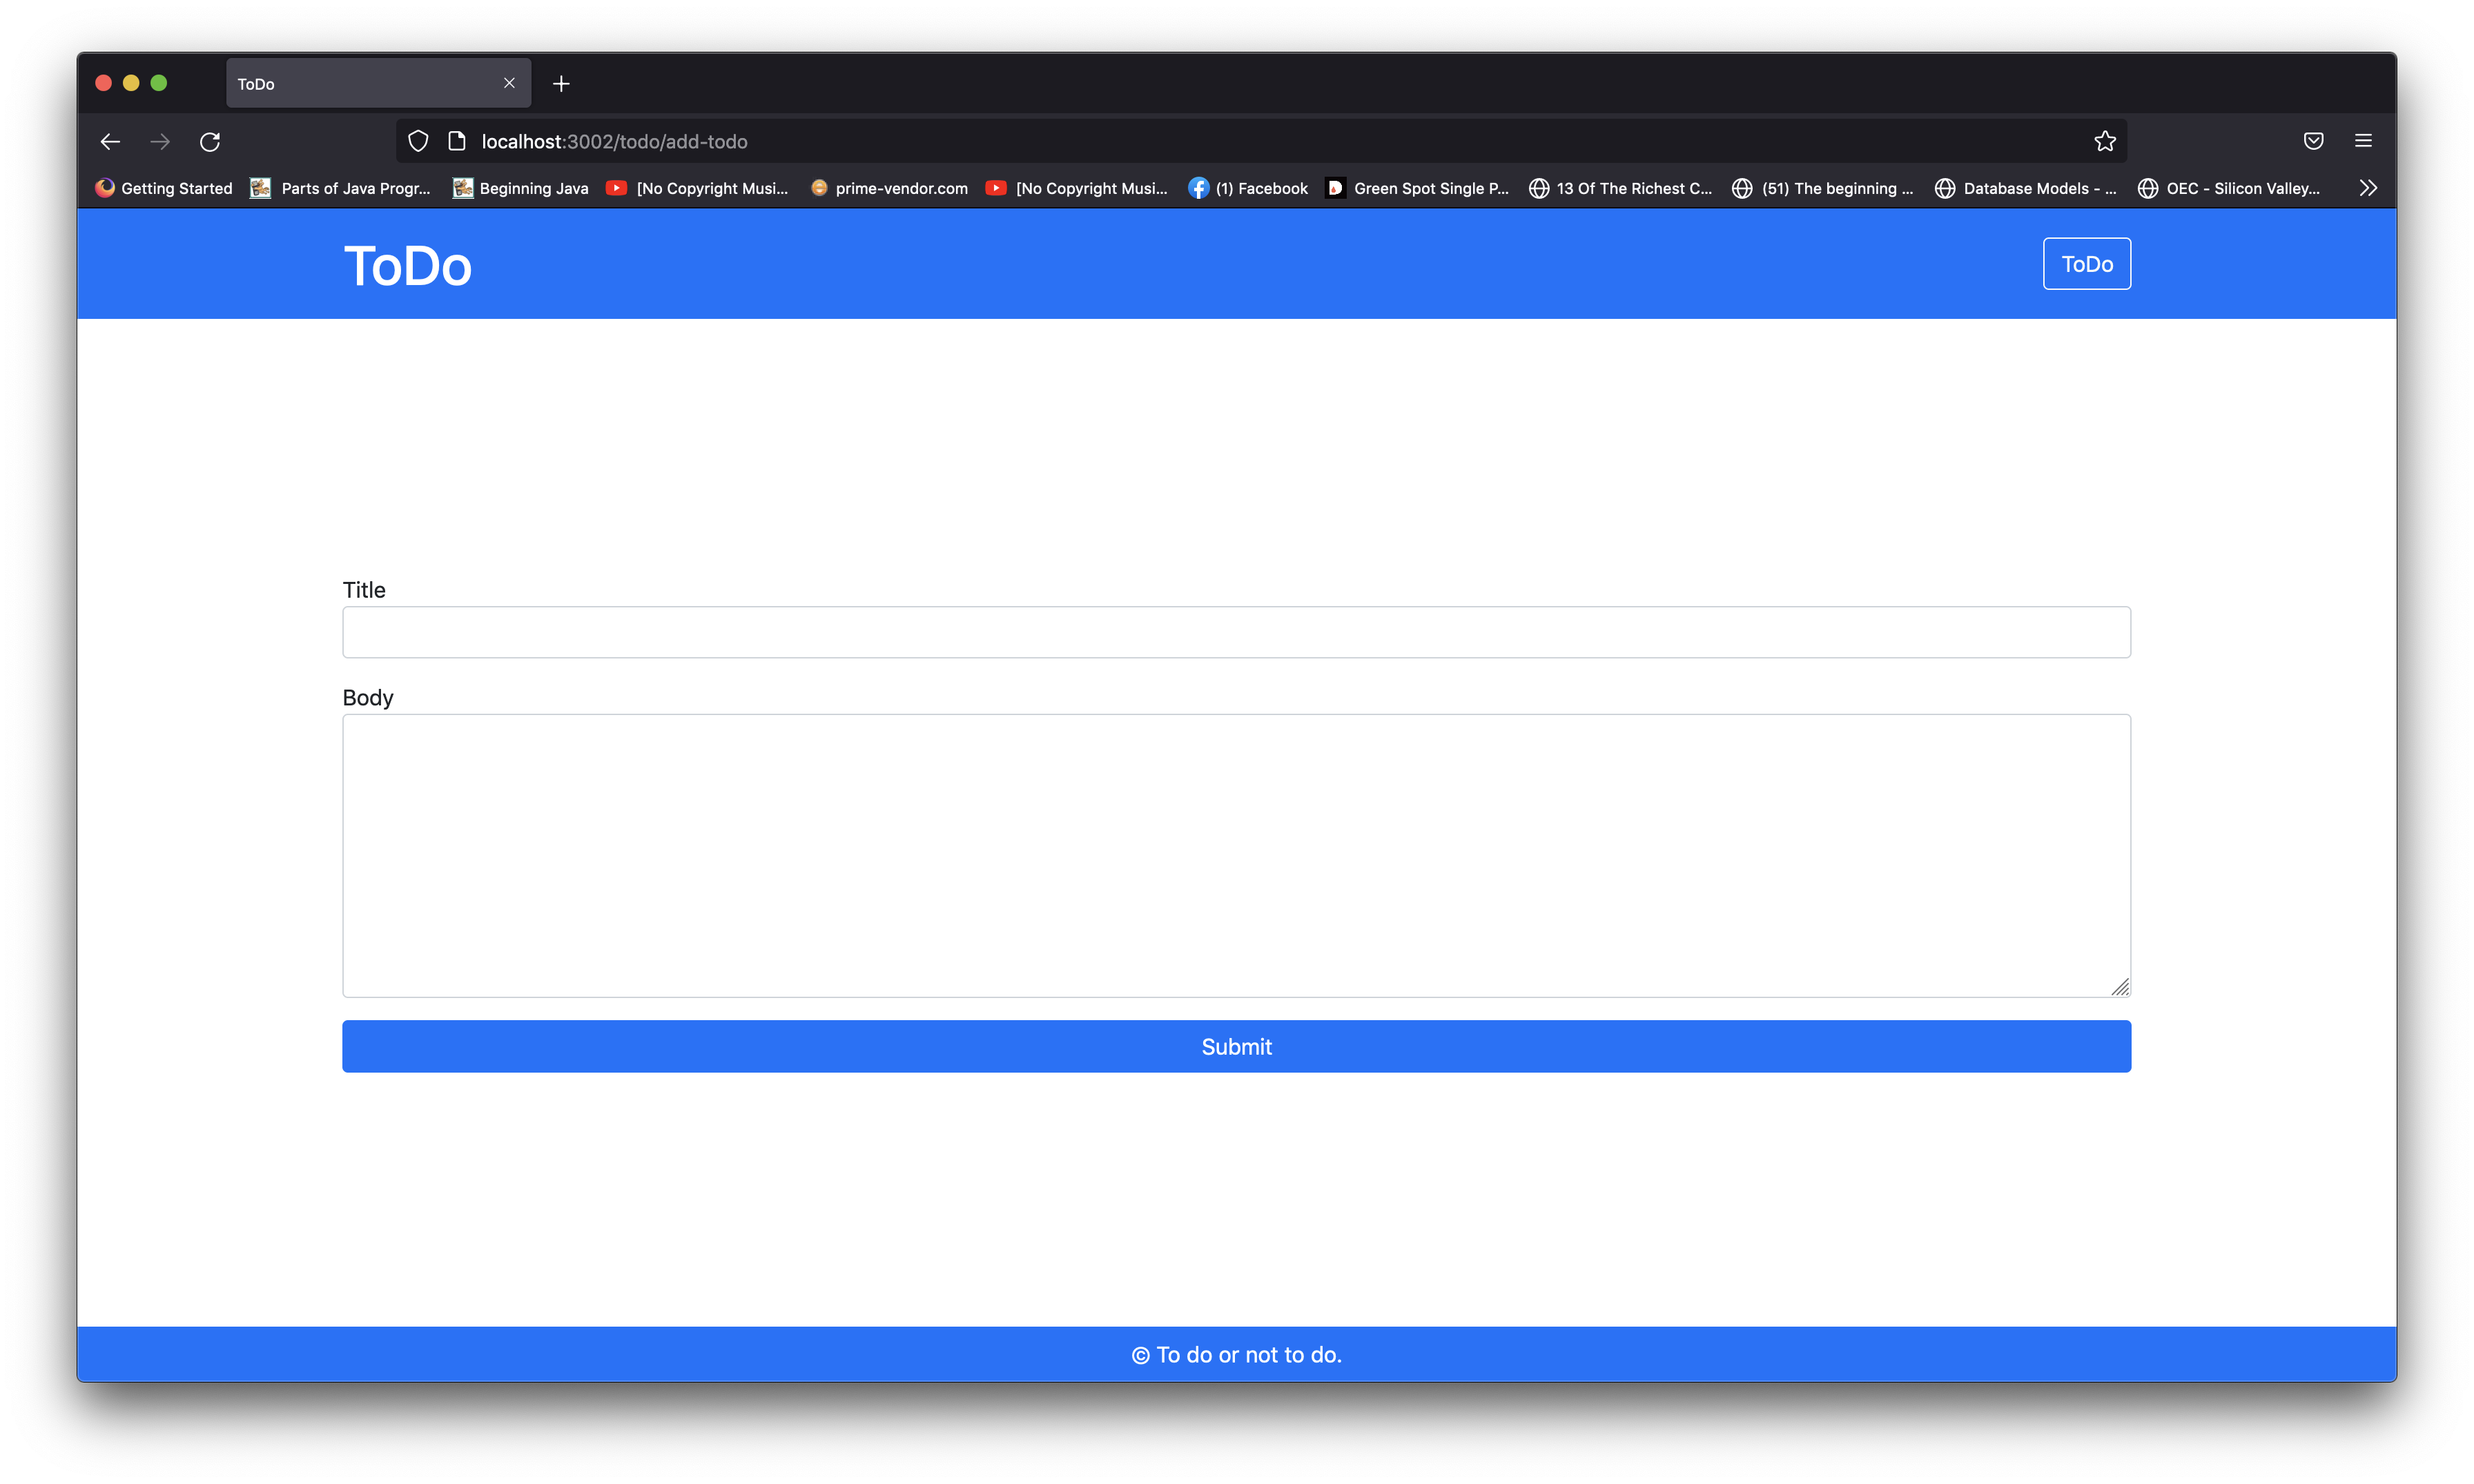 ToDo
localhost:3002/todo/add-todo
Getting Started Parts of Java Progr... Beginning Java [No Copyright Musi... prime-vendor.com [No Copyright Musi... (1) Facebook Green Spot Single P... 13 Of The Richest C... (51) The beginning ... Database Models - ... OEC - Silicon Valley...
ToDo ToDo
Title
Body
Submit
© To do or not to do.